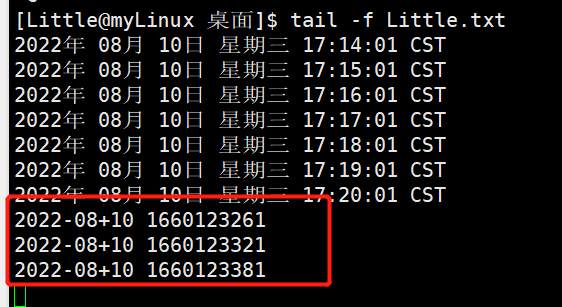 [Little@myLinux 桌面]$ tail -f Little.txt
2022年 08月 10日 星期三 17:14:01 CST
2022年 08月 10日 星期三 17:15:01 CST
2022年 08月 10日 星期三 17:16:01 CST
2022年 08月 10日 星期三 17:17:01 CST
2022年 08月 10日 星期三 17:18:01 CST
2022年 08月 10日 星期三 17:19:01 CST
2022年 08月 10日 星期三 17:20:01 CST
2022-08+10 1660123261
2022-08+10 1660123321
2022-08+10 1660123381